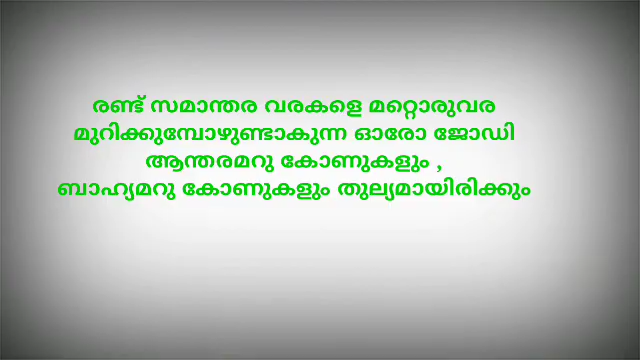 രണ്ട് സമാന്തര വരകളെ മറ്റൊരുവര
മുറിക്കുമ്പോഴുണ്ടാകുന്ന ഓരോ ജോഡി
ആന്തരമറു കോണുകളും ,
ബാഹ്യമറു കോണുകളും തുല്യമായിരിക്കും